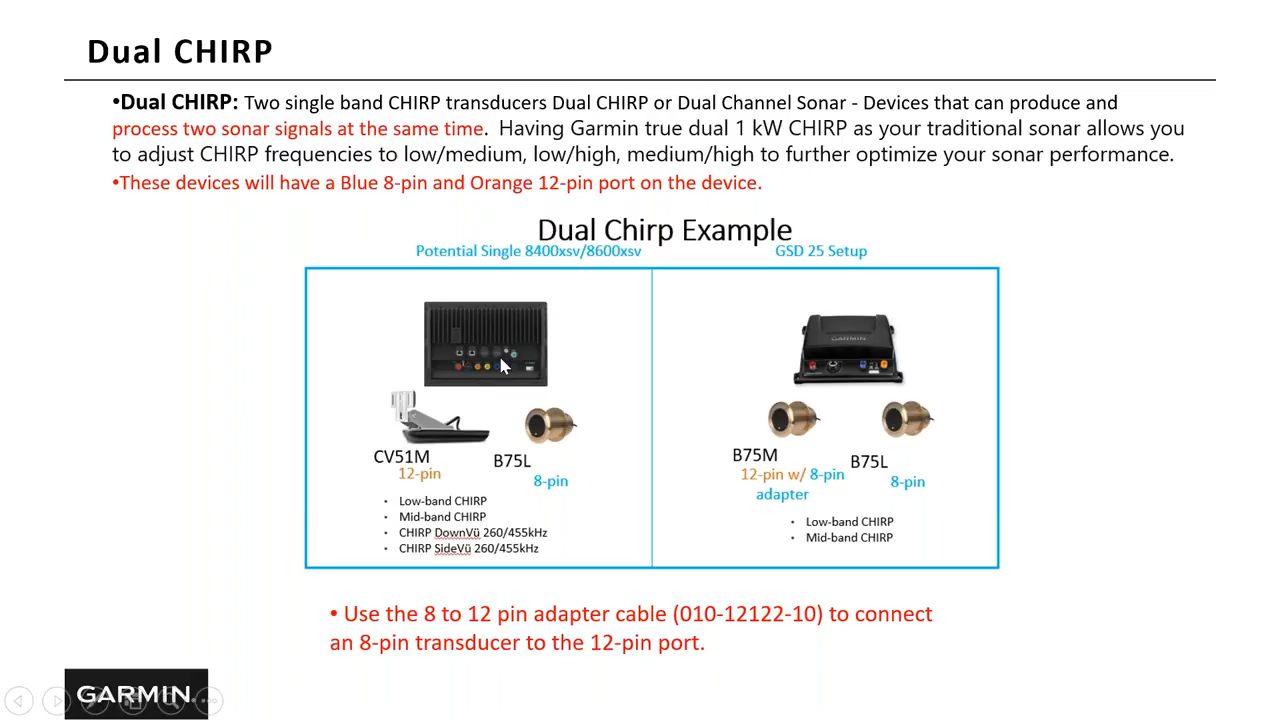 Dual CHIRP
•Dual CHIRP: Two single band CHIRP transducers Dual CHIRP or Dual Channel Sonar - Devices that can produce and
process two sonar signals at the same time. Having Garmin true dual 1 kW CHIRP as your traditional sonar allows you
to adjust CHIRP frequencies to low/medium, low/high, medium/high to further optimize your sonar performance.
•These devices will have a Blue 8-pin and Orange 12-pin port on the device.
Dual Chirp Example
Potential Single 8400xsv/8600xsv
GSD 25 Setup
GARMIN
CV51M
12-pin
B75L
8-pin
• Low-band CHIRP
• Mid-band CHIRP
• CHIRP DownVü 260/455kHz
• CHIRP SideVü 260/455kHz
B75M
12-pin w/ 8-pin
adapter
B75L
8-pin
• Low-band CHIRP
• Mid-band CHIRP
• Use the 8 to 12 pin adapter cable (010-12122-10) to connect
an 8-pin transducer to the 12-pin port.
GARMIN